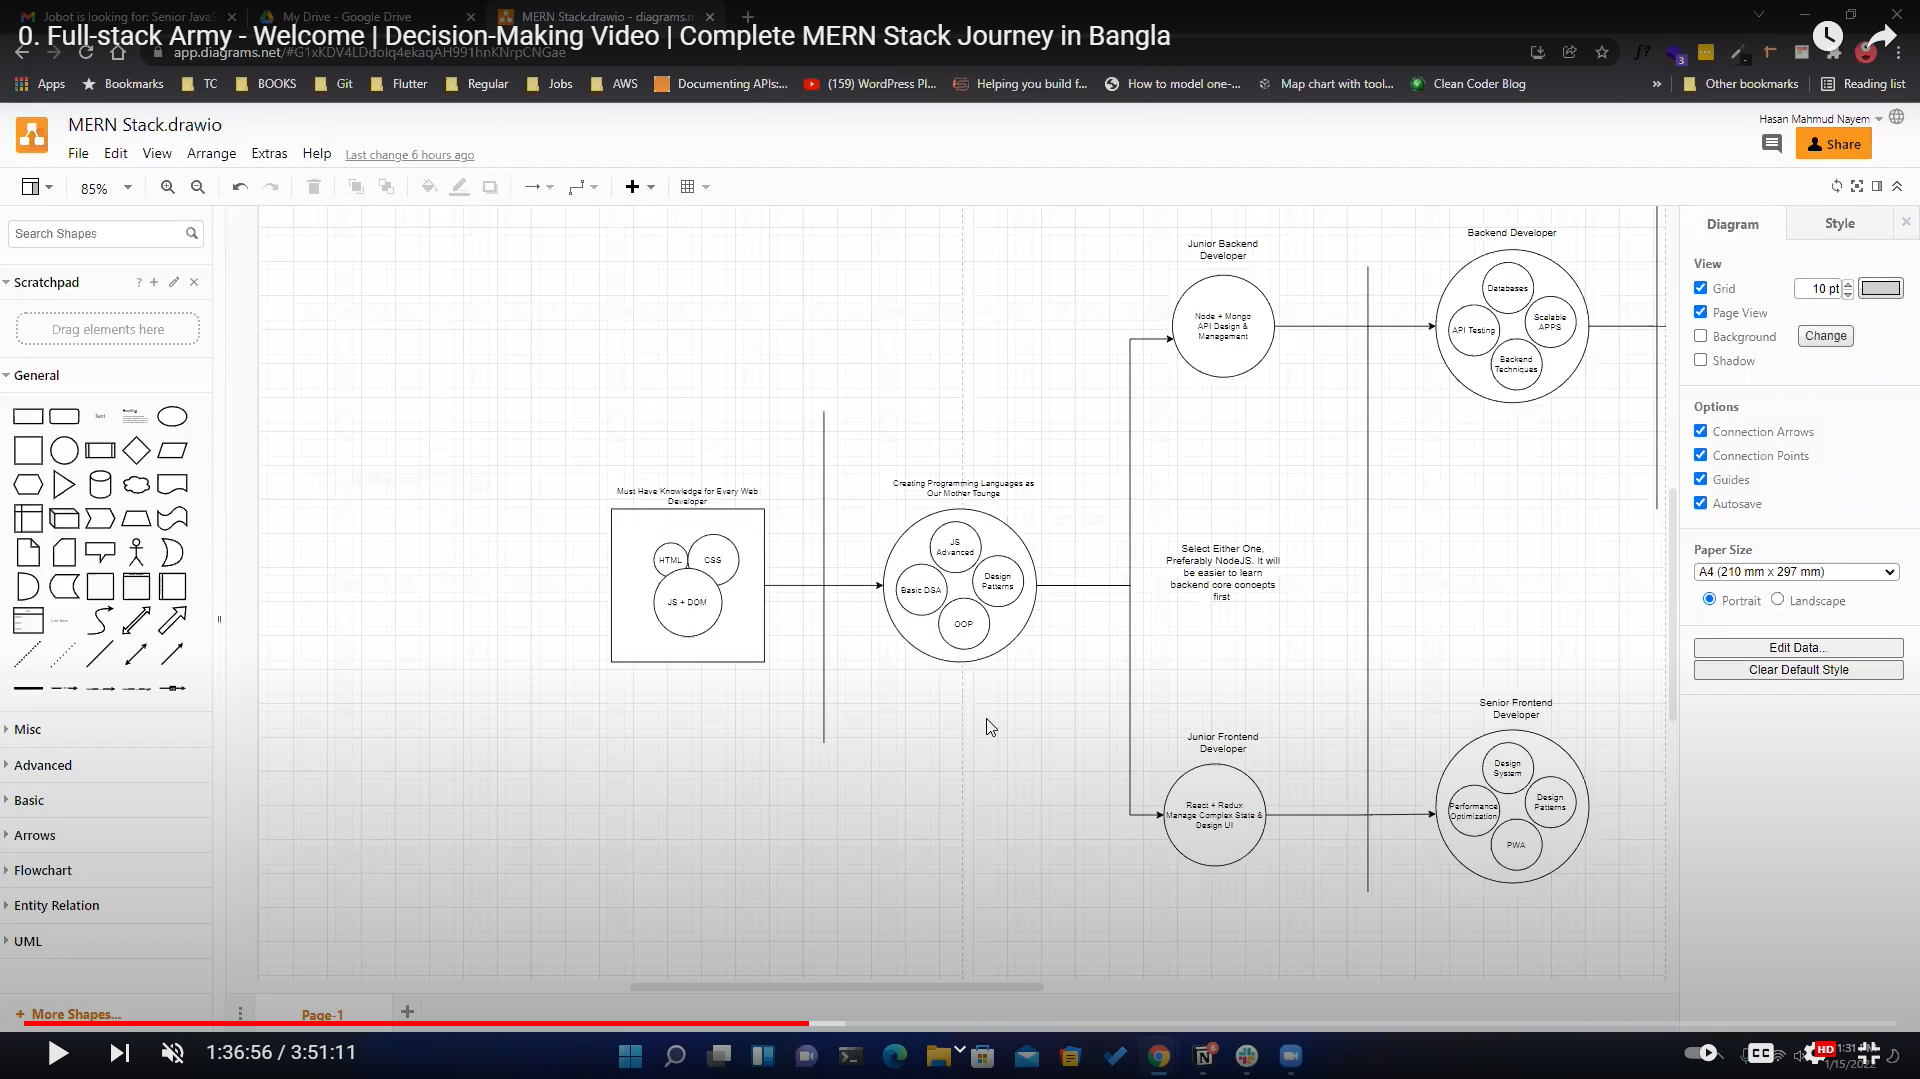 Jobot is looking for: Senior JavaS
My Drive - Google Drive
MERN Stack.drawio - diagrams.n
0. Full-stack Army - Welcome | Decision-Making Video | Complete MERN Stack Journey in Bangla
Apps
Bookmarks
TC
BOOKS
Git
Flutter
Regular
Jobs
AWS
Documenting APIs:...
(159) WordPress Pl...
Helping you build f...
How to model one-...
Map chart with tool...
Clean Coder Blog
Other bookmarks
Reading list
MERN Stack.drawio
Hasan Mahmud Nayem
File Edit View Arrange Extras Help Last change 6 hours ago
Share
85%
Search Shapes
Scratchpad
Drag elements here
General
Misc
Advanced
Basic
Arrows
Flowchart
Entity Relation
UML
+ More Shapes...
Must Have Knowledge for Every Web
Developer
HTML
CSS
JS + DOM
Creating Programming Languages as
Our Mother Tounge
JS
Advanced
Basic DSA
Design
Patterns
OOP
Junior Backend
Developer
Node + Mongo
API Design &
Management
Select Either One,
Preferably NodeJS. It will
be easier to learn
backend core concepts
first
Junior Frontend
Developer
React + Redux
Manage Complex State &
Design UI
Backend Developer
Databases
API Testing
Scalable
APPS
Backend
Techniques
Senior Frontend
Developer
Design
System
Performance
Optimization
Design
Patterns
PWA
Diagram
Style
View
Grid
10 pt
Page View
Background
Change
Shadow
Options
Connection Arrows
Connection Points
Guides
Autosave
Paper Size
A4 (210 mm x 297 mm)
Portrait
Landscape
Edit Data...
Clear Default Style
Page-1
1:36:56 / 3:51:11
CC
HD
1/15/2022